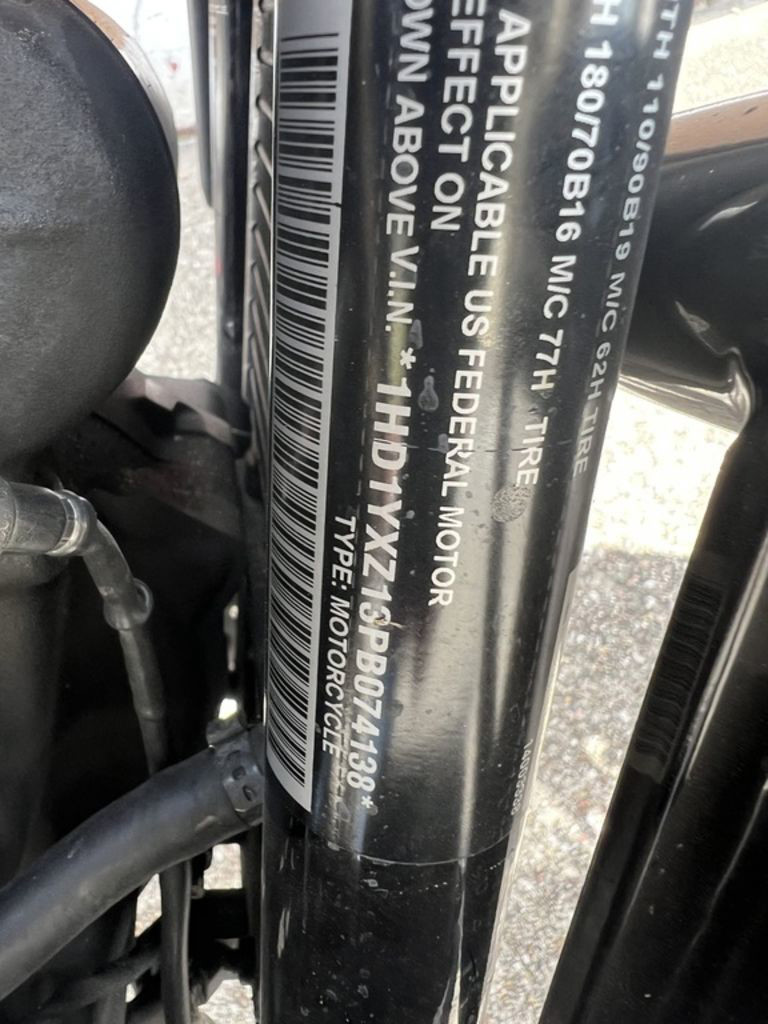 TH 110/90B19 M/C 62H TIRE
H 180/70B16 M/C 77H TIRE
APPLICABLE US FEDERAL MOTOR
EFFECT ON
OWN ABOVE V.I.N.
*1HD1YXZ13PB074138*
TYPE: MOTORCYCLE